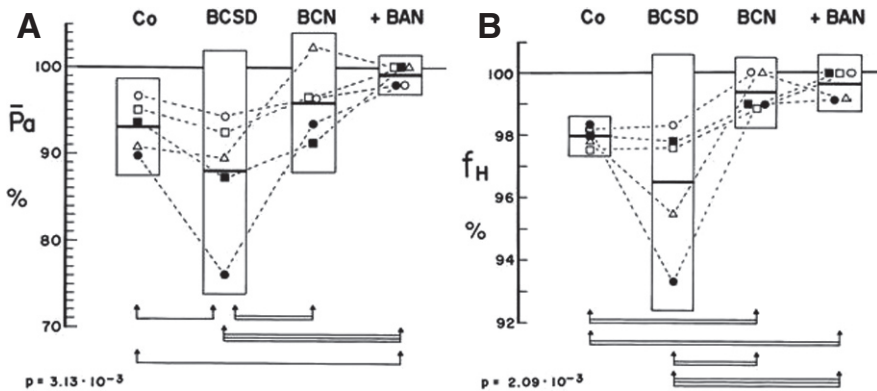 A
Co BCSD BCN + BAN
100
P̄a
90
%
80
70
p = 3.13 · 10⁻³
B
Co BCSD BCN + BAN
100
98
fH
96
%
94
92
p = 2.09 · 10⁻³